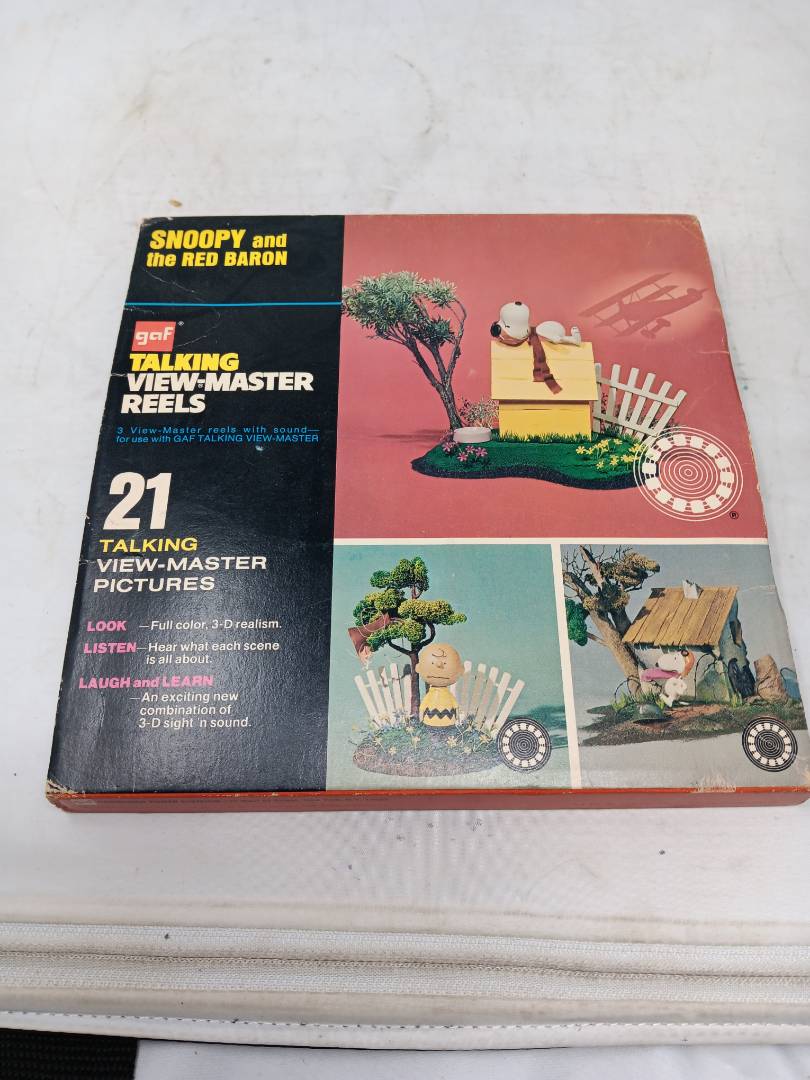 SNOOPY and
the RED BARON
gaf®
TALKING
VIEW-MASTER®
REELS
3 View-Master reels with sound—
for use with GAF TALKING VIEW-MASTER
21
TALKING
VIEW-MASTER
PICTURES
LOOK —Full color, 3-D realism.
LISTEN—Hear what each scene
is all about.
LAUGH and LEARN
—An exciting new
combination of
3-D sight 'n sound.
®